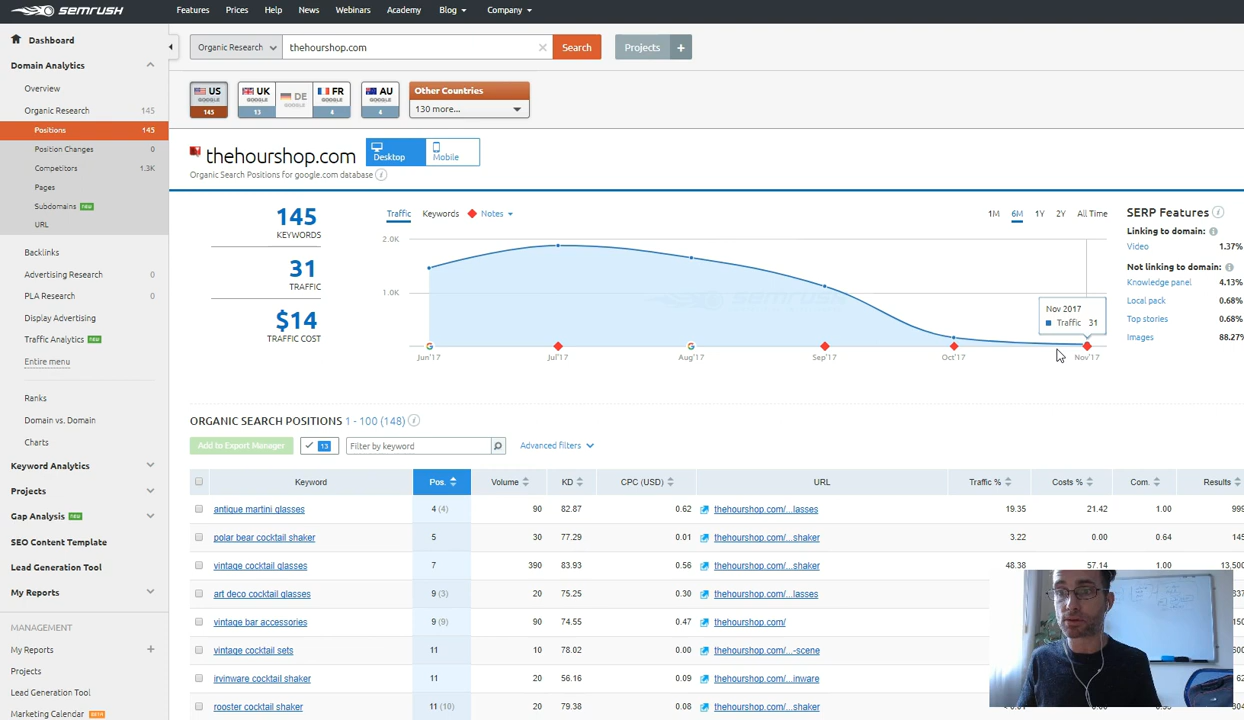 SEMRUSH
Features Prices Help News Webinars Academy Blog Company
Dashboard
Domain Analytics
Overview
Organic Research 145
Positions 145
Position Changes 0
Competitors 1.3K
Pages
Subdomains new
URL
Backlinks
Advertising Research 0
PLA Research 0
Display Advertising
Traffic Analytics new
Entire menu
Ranks
Domain vs. Domain
Charts
Keyword Analytics
Projects
Gap Analysis new
SEO Content Template
Lead Generation Tool
My Reports
MANAGEMENT
My Reports +
Projects
Lead Generation Tool
Marketing Calendar BETA
Organic Research thehourshop.com × Search Projects +
US GOOGLE 145
UK GOOGLE 13
DE GOOGLE
FR GOOGLE 4
AU GOOGLE 4
Other Countries
130 more...
thehourshop.com Desktop Mobile
Organic Search Positions for google.com database i
145
KEYWORDS
31
TRAFFIC
$14
TRAFFIC COST
Traffic Keywords Notes 1M 6M 1Y 2Y All Time
2.0K
1.0K
SEMRUSH
Nov 2017
Traffic 31
Jun'17 Jul'17 Aug'17 Sep'17 Oct'17 Nov'17
SERP Features i
Linking to domain: i
Video 1.37%
Not linking to domain: i
Knowledge panel 4.13%
Local pack 0.68%
Top stories 0.68%
Images 88.27%
ORGANIC SEARCH POSITIONS 1 - 100 (148) i
Add to Export Manager 13 Filter by keyword Advanced filters
Keyword Pos. Volume KD CPC (USD) URL Traffic % Costs % Com. Results
antique martini glasses 4 (4) 90 82.87 0.62 thehourshop.com/...lasses 19.35 21.42 1.00 999
polar bear cocktail shaker 5 30 77.29 0.01 thehourshop.com/...shaker 3.22 0.00 0.64 145
vintage cocktail glasses 7 390 83.93 0.56 thehourshop.com/...shaker 48.38 57.14 1.00 13,500
art deco cocktail glasses 9 (3) 20 75.25 0.30 thehourshop.com/...lasses
vintage bar accessories 9 (9) 90 74.55 0.47 thehourshop.com/
vintage cocktail sets 11 10 78.02 0.00 thehourshop.com/...-scene
irvinware cocktail shaker 11 20 56.16 0.09 thehourshop.com/...inware
rooster cocktail shaker 11 (10) 20 79.38 0.08 thehourshop.com/...shaker